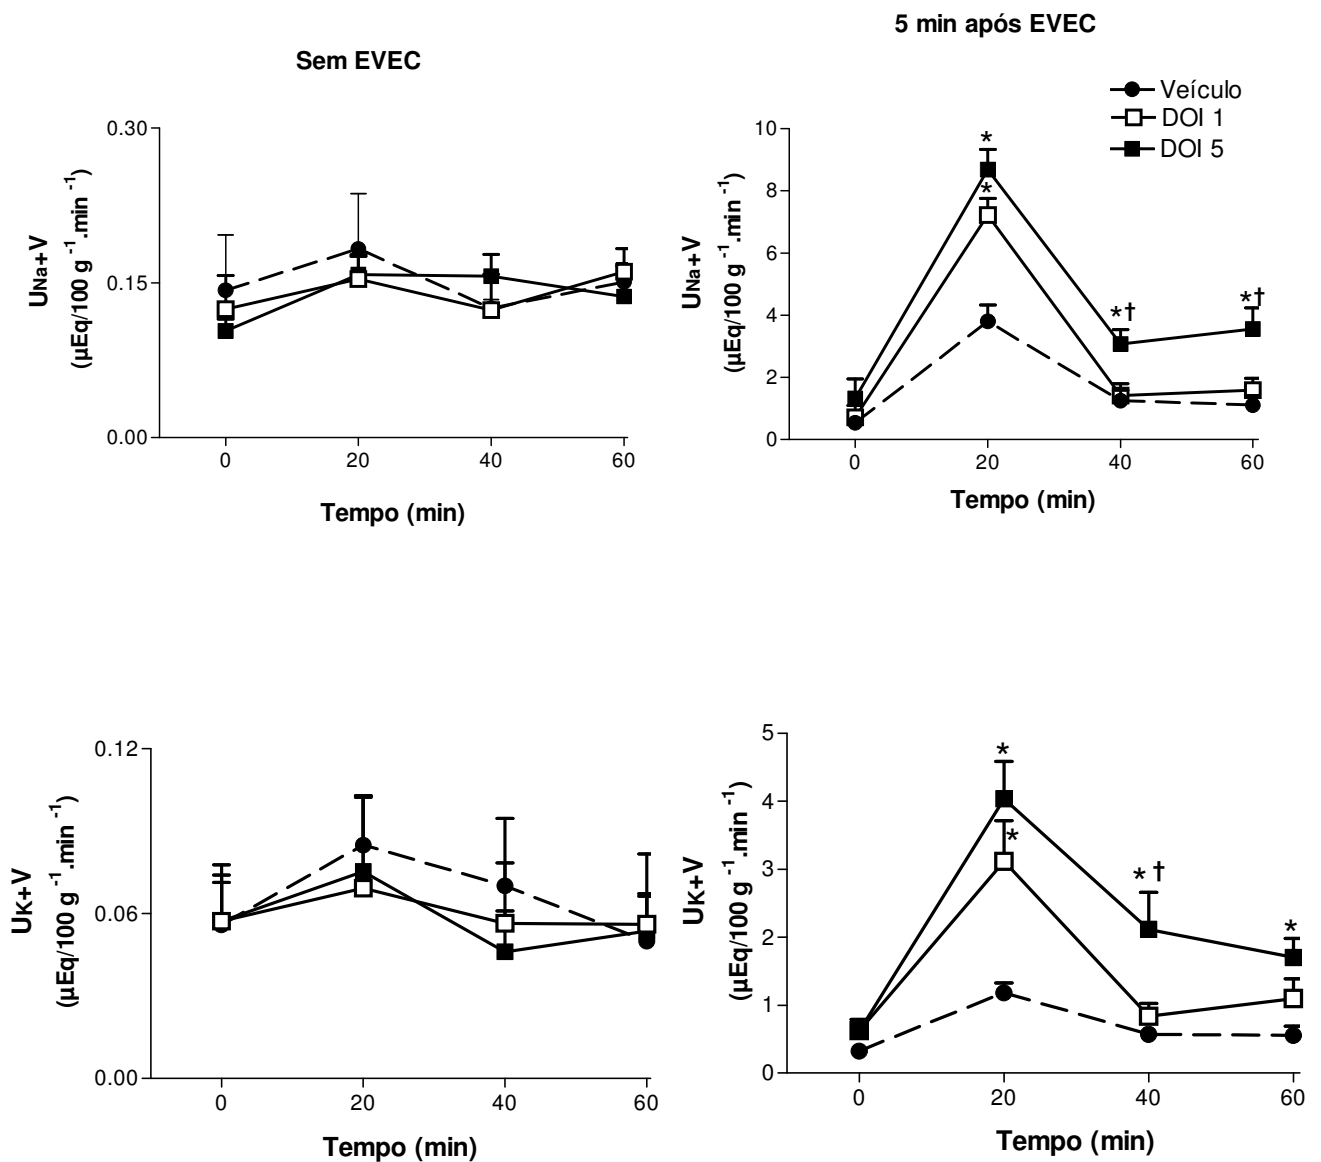 Sem EVEC
5 min após EVEC
Veículo
DOI 1
DOI 5
UNa+V
(µEq/100 g -1.min -1)
0.30
0.15
0.00
0 20 40 60
Tempo (min)
UNa+V
(µEq/100 g -1.min -1)
10
8
6
4
2
0
*
*
*†
*†
0 20 40 60
Tempo (min)
UK+V
(µEq/100 g -1.min -1)
0.12
0.06
0.00
0 20 40 60
Tempo (min)
UK+V
(µEq/100 g -1.min -1)
5
4
3
2
1
0
*
*
*†
*
0 20 40 60
Tempo (min)